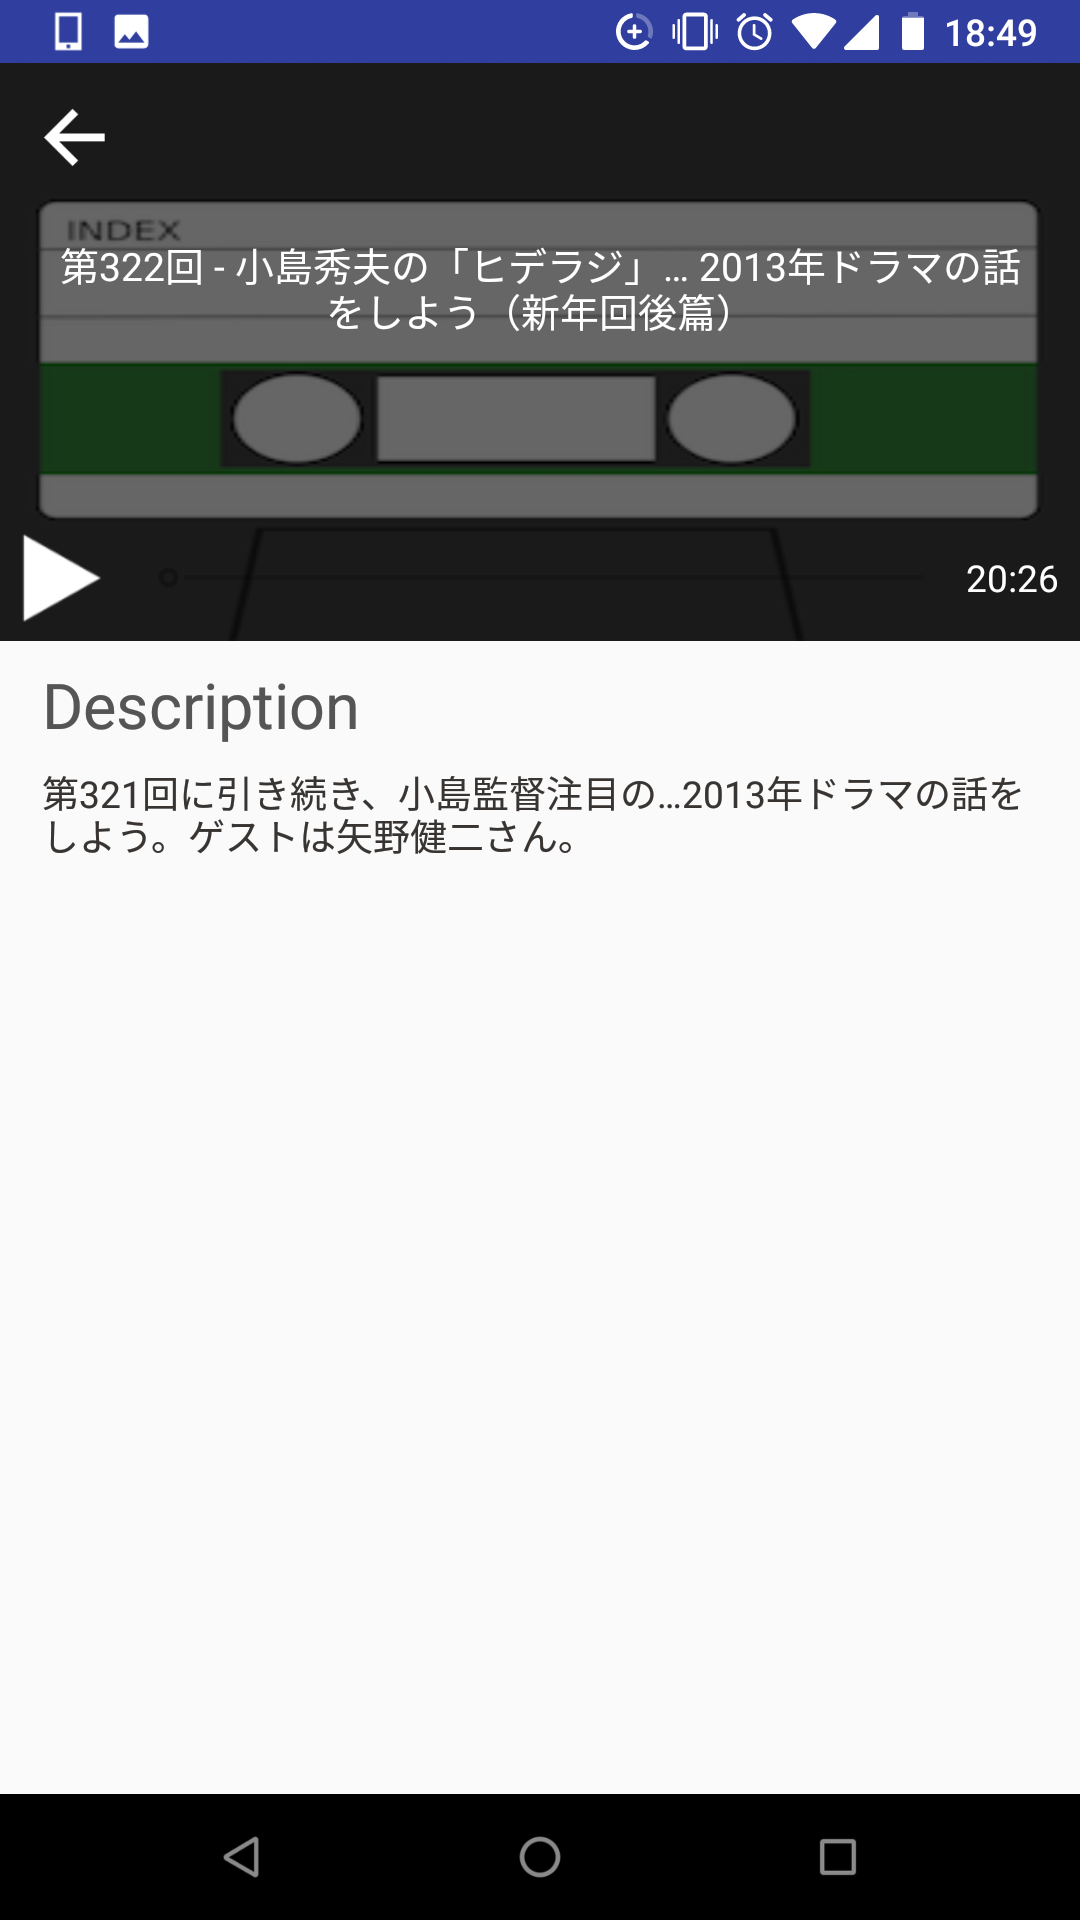 18:49
INDEX
第322回 - 小島秀夫の「ヒデラジ」... 2013年ドラマの話
をしよう（新年回後篇）
20:26
Description
第321回に引き続き、小島監督注目の...2013年ドラマの話を
しよう。ゲストは矢野健二さん。